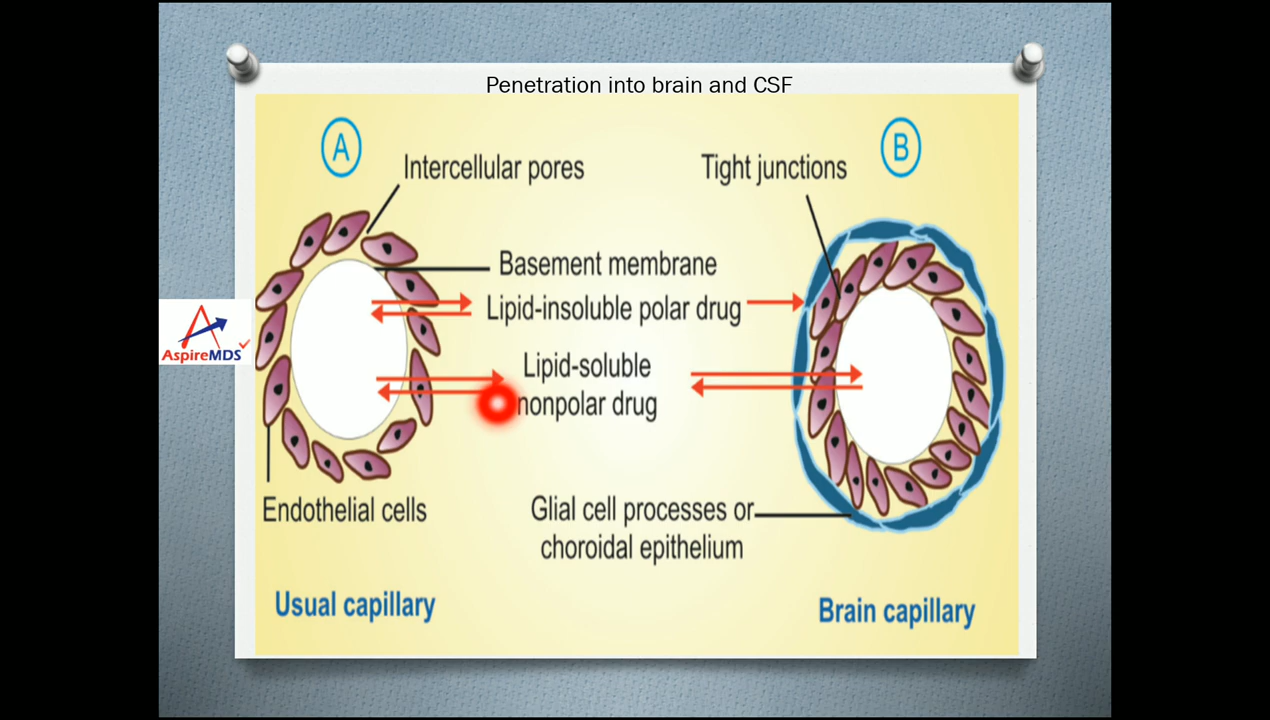 Penetration into brain and CSF
A
B
Intercellular pores
Tight junctions
Basement membrane
Lipid-insoluble polar drug
Lipid-soluble
nonpolar drug
AspireMDS
Endothelial cells
Glial cell processes or
choroidal epithelium
Usual capillary
Brain capillary